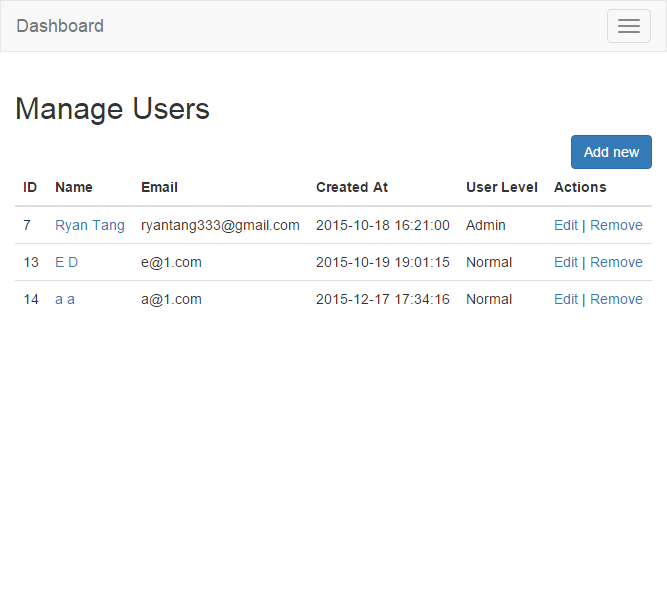 Dashboard
Manage Users
Add new
ID Name Email Created At User Level Actions
7 Ryan Tang ryantang333@gmail.com 2015-10-18 16:21:00 Admin Edit | Remove
13 E D e@1.com 2015-10-19 19:01:15 Normal Edit | Remove
14 a a a@1.com 2015-12-17 17:34:16 Normal Edit | Remove